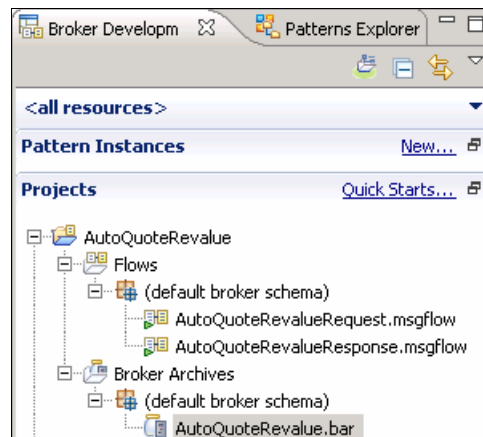 Broker Developm
Patterns Explorer
<all resources>
Pattern Instances New...
Projects Quick Starts...
AutoQuoteRevalue
Flows
(default broker schema)
AutoQuoteRevalueRequest.msgflow
AutoQuoteRevalueResponse.msgflow
Broker Archives
(default broker schema)
AutoQuoteRevalue.bar